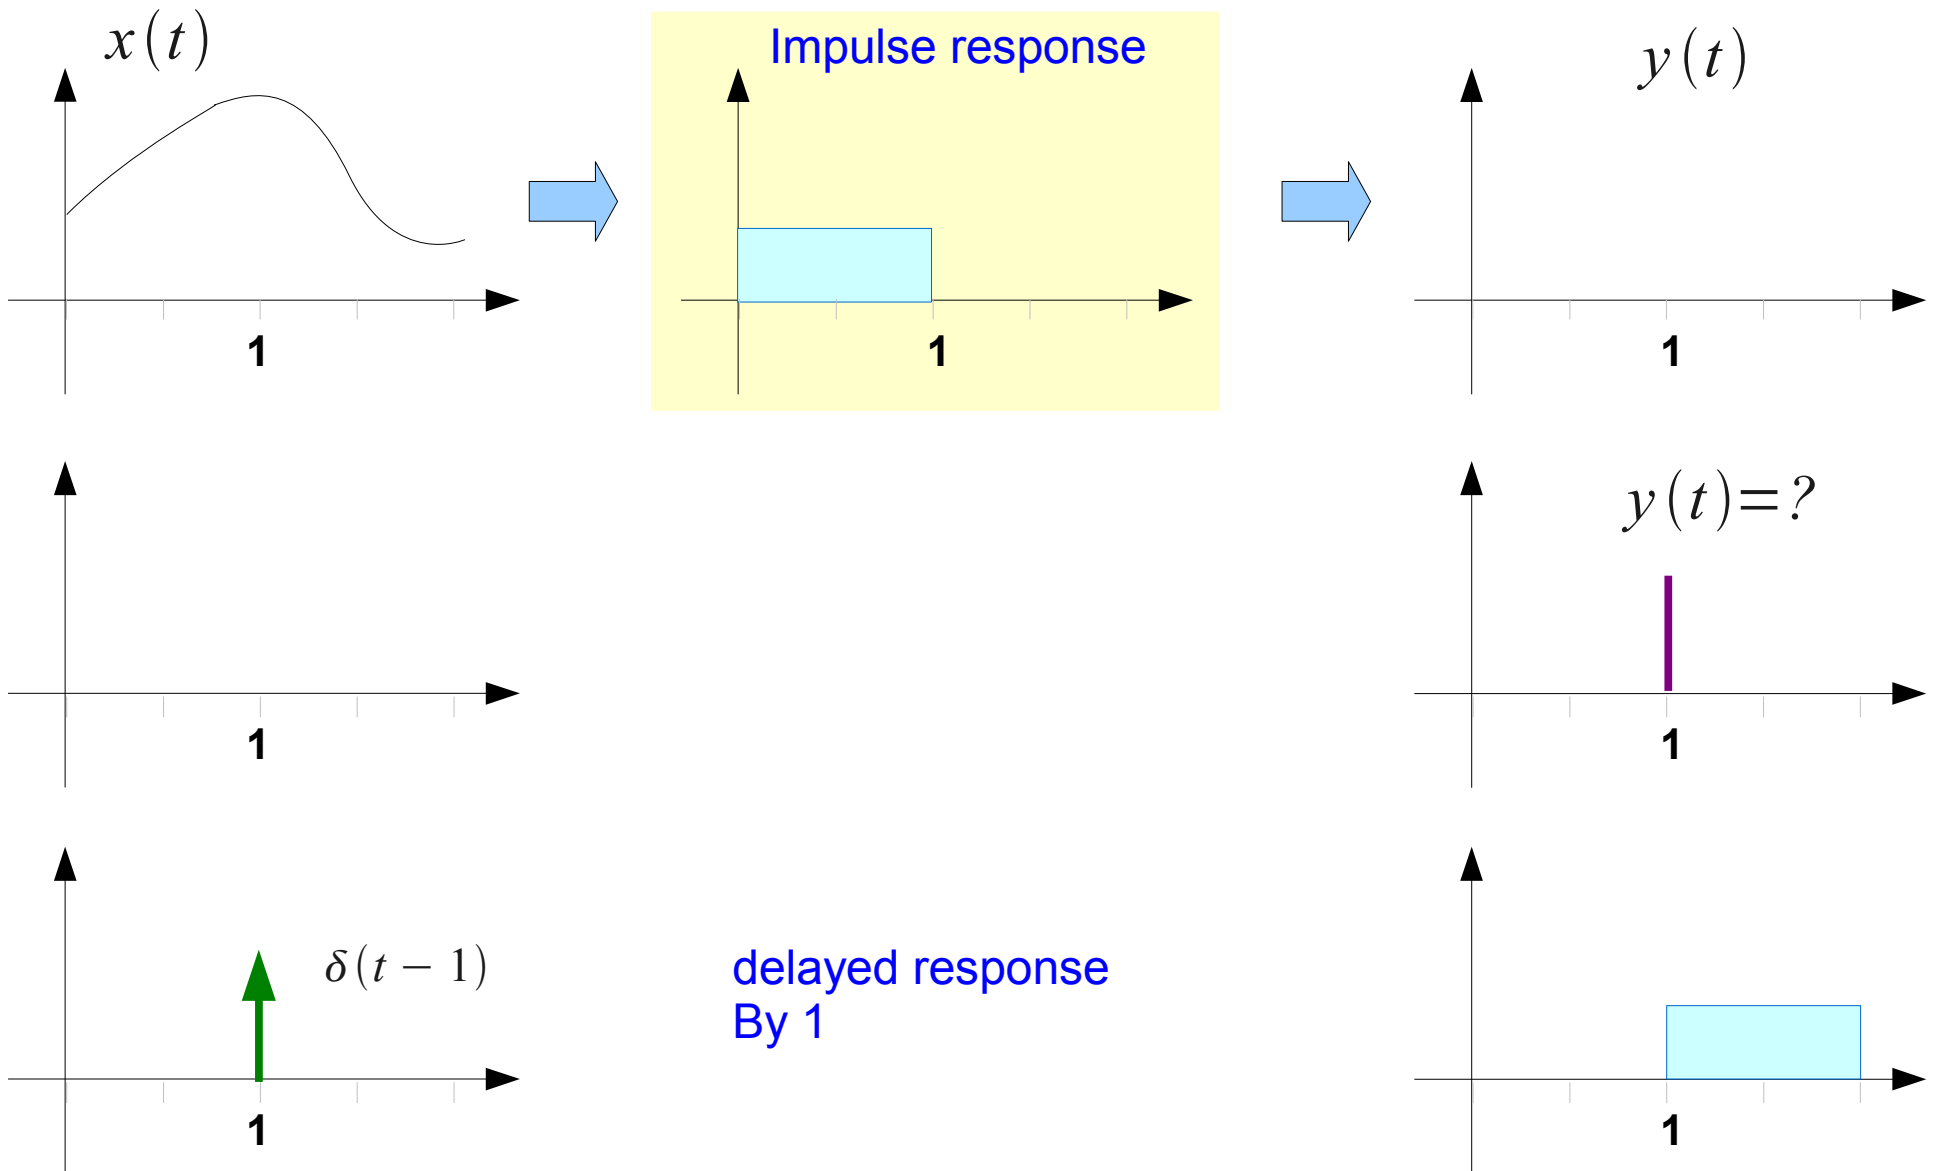 x(t)
Impulse response
y(t)
1
1
1
y(t)=?
1
1
δ(t − 1)
delayed response
By 1
1
1